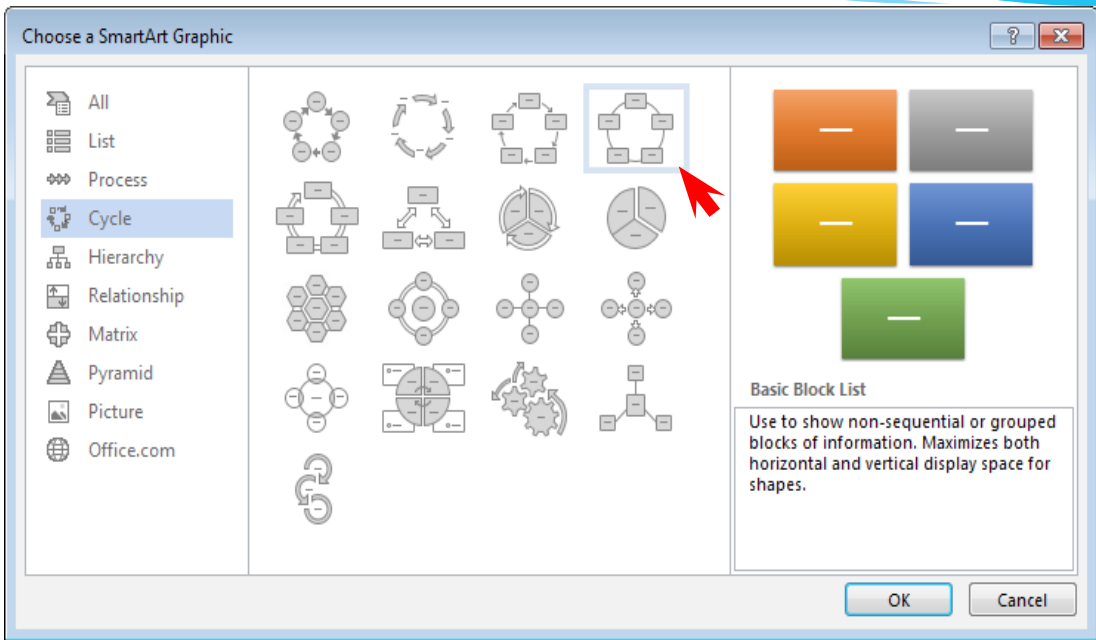 Choose a SmartArt Graphic
?
All
List
Process
Cycle
Hierarchy
Relationship
Matrix
Pyramid
Picture
Office.com
Basic Block List
Use to show non-sequential or grouped
blocks of information. Maximizes both
horizontal and vertical display space for
shapes.
OK
Cancel